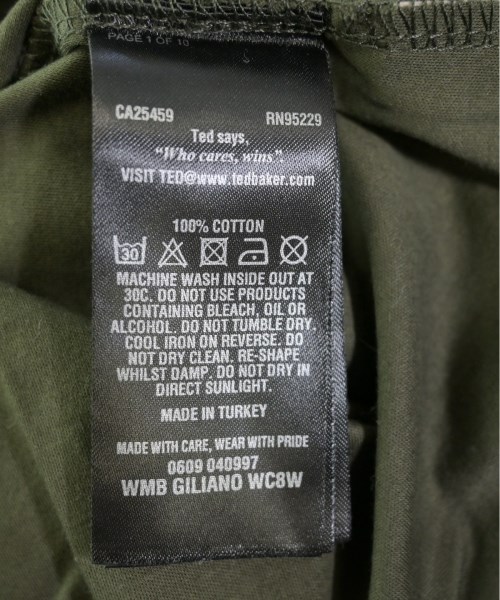 PAGE 1 OF 10
CA25459 RN95229
Ted says,
“Who cares, wins”.
VISIT TED@www.tedbaker.com
100% COTTON
30
MACHINE WASH INSIDE OUT AT
30C. DO NOT USE PRODUCTS
CONTAINING BLEACH, OIL OR
ALCOHOL. DO NOT TUMBLE DRY.
COOL IRON ON REVERSE. DO
NOT DRY CLEAN. RE-SHAPE
WHILST DAMP. DO NOT DRY IN
DIRECT SUNLIGHT.
MADE IN TURKEY
MADE WITH CARE, WEAR WITH PRIDE
0609 040997
WMB GILIANO WC8W